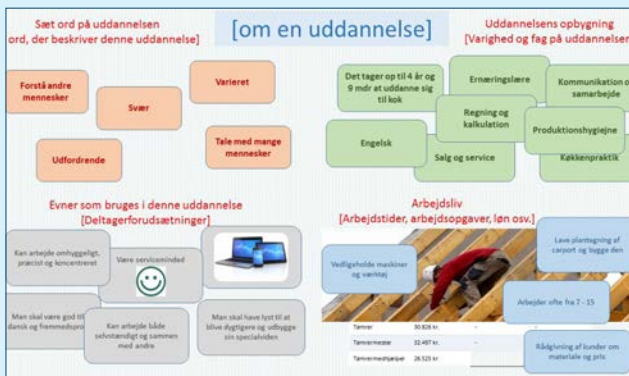 [om en uddannelse]
Sæt ord på uddannelsen
ord, der beskriver denne uddannelse]
Forstå andre
mennesker
Svær
Varieret
Udfordrende
Tale med mange
mennesker
Uddannelsens opbygning
[Varighed og fag på uddannelsen
Det tager op til 4 år og
9 mdr at uddanne sig
til kok
Ernæringslære
Kommunikation o
samarbejde
Regning og
kalkulation
Produktionshygiejne
Engelsk
Salg og service
Køkkenpraktik
Evner som bruges i denne uddannelse
[Deltagerforudsætninger]
Kan arbejde omhyggeligt,
præcist og koncentreret
Være serviceminded
Man skal være god til
dansk og fremmedspro
Kan arbejde både
selvstændigt og sammen
med andre
Man skal have lyst til at
blive dygtigere og udbygge
sin specialviden
Arbejdsliv
[Arbejdstider, arbejdsopgaver, løn osv.]
Vedligeholde maskiner
og værktøj
Lave plantegning af
carport og bygge den
Arbejder ofte fra 7 - 15
Tømrer 30.826 kr. - -
Tømrermester 32.497 kr. -
Tømrermedhjælper 26.525 kr.
Rådgivning af kunder om
materiale og pris